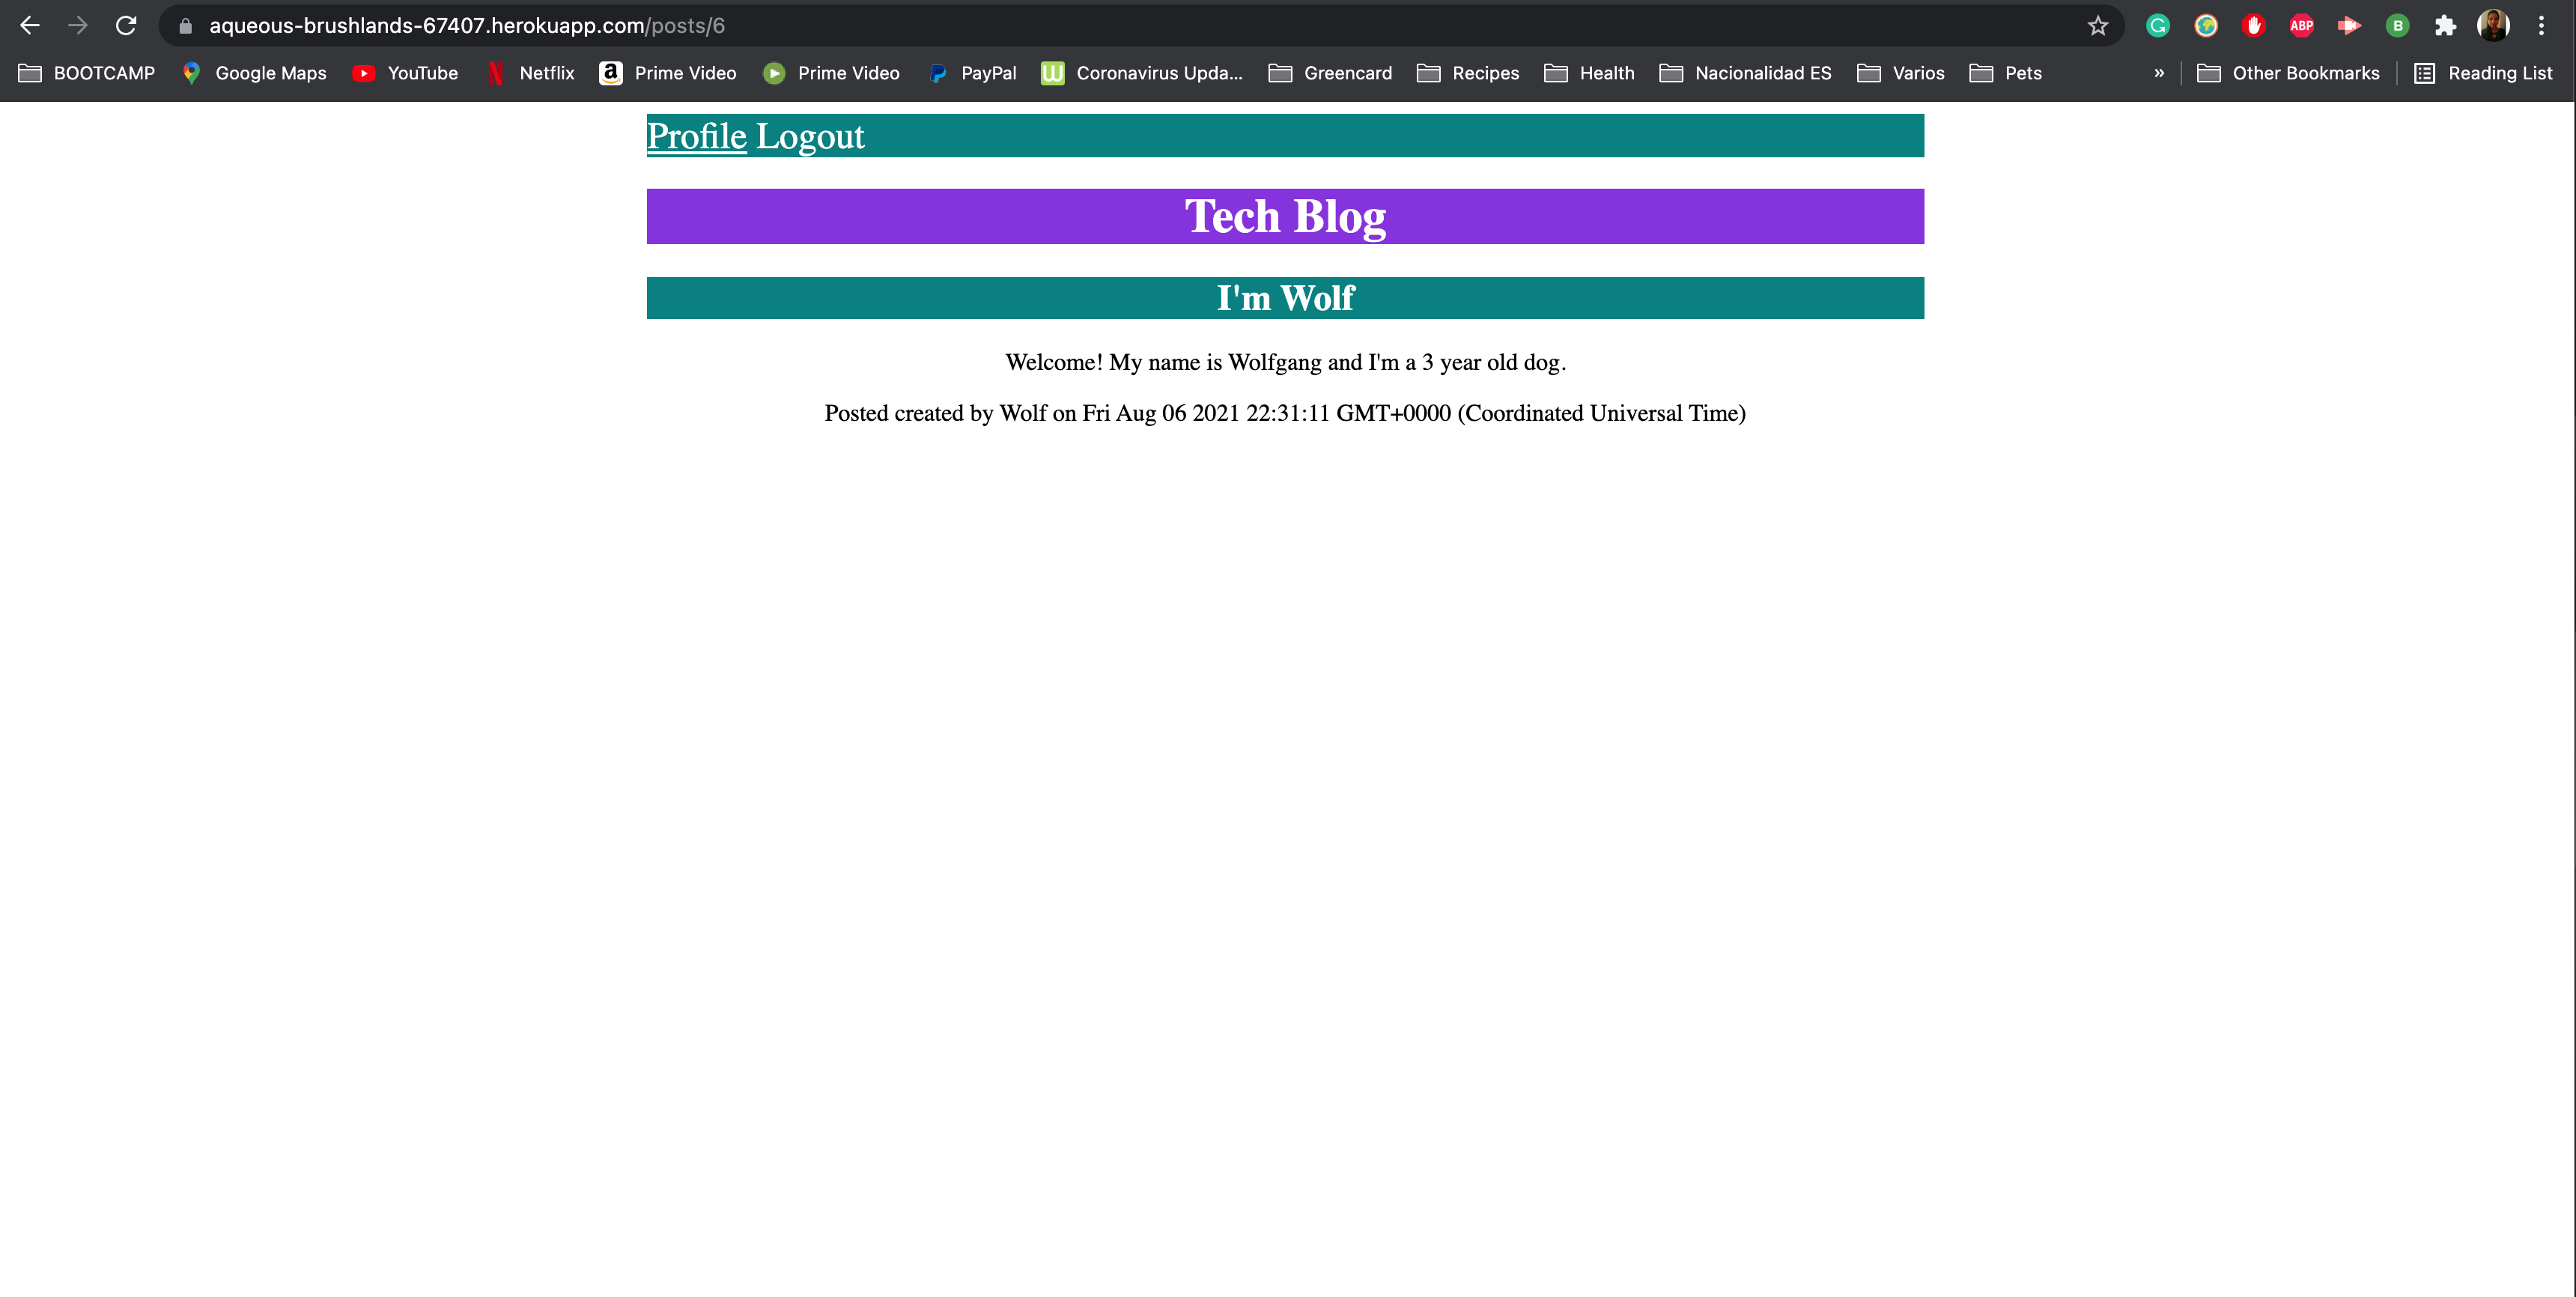 aqueous-brushlands-67407.herokuapp.com/posts/6
ABP
B
BOOTCAMP Google Maps YouTube Netflix a Prime Video Prime Video PayPal W Coronavirus Upda... Greencard Recipes Health Nacionalidad ES Varios Pets » Other Bookmarks Reading List
Profile Logout
Tech Blog
I'm Wolf
Welcome! My name is Wolfgang and I'm a 3 year old dog.
Posted created by Wolf on Fri Aug 06 2021 22:31:11 GMT+0000 (Coordinated Universal Time)